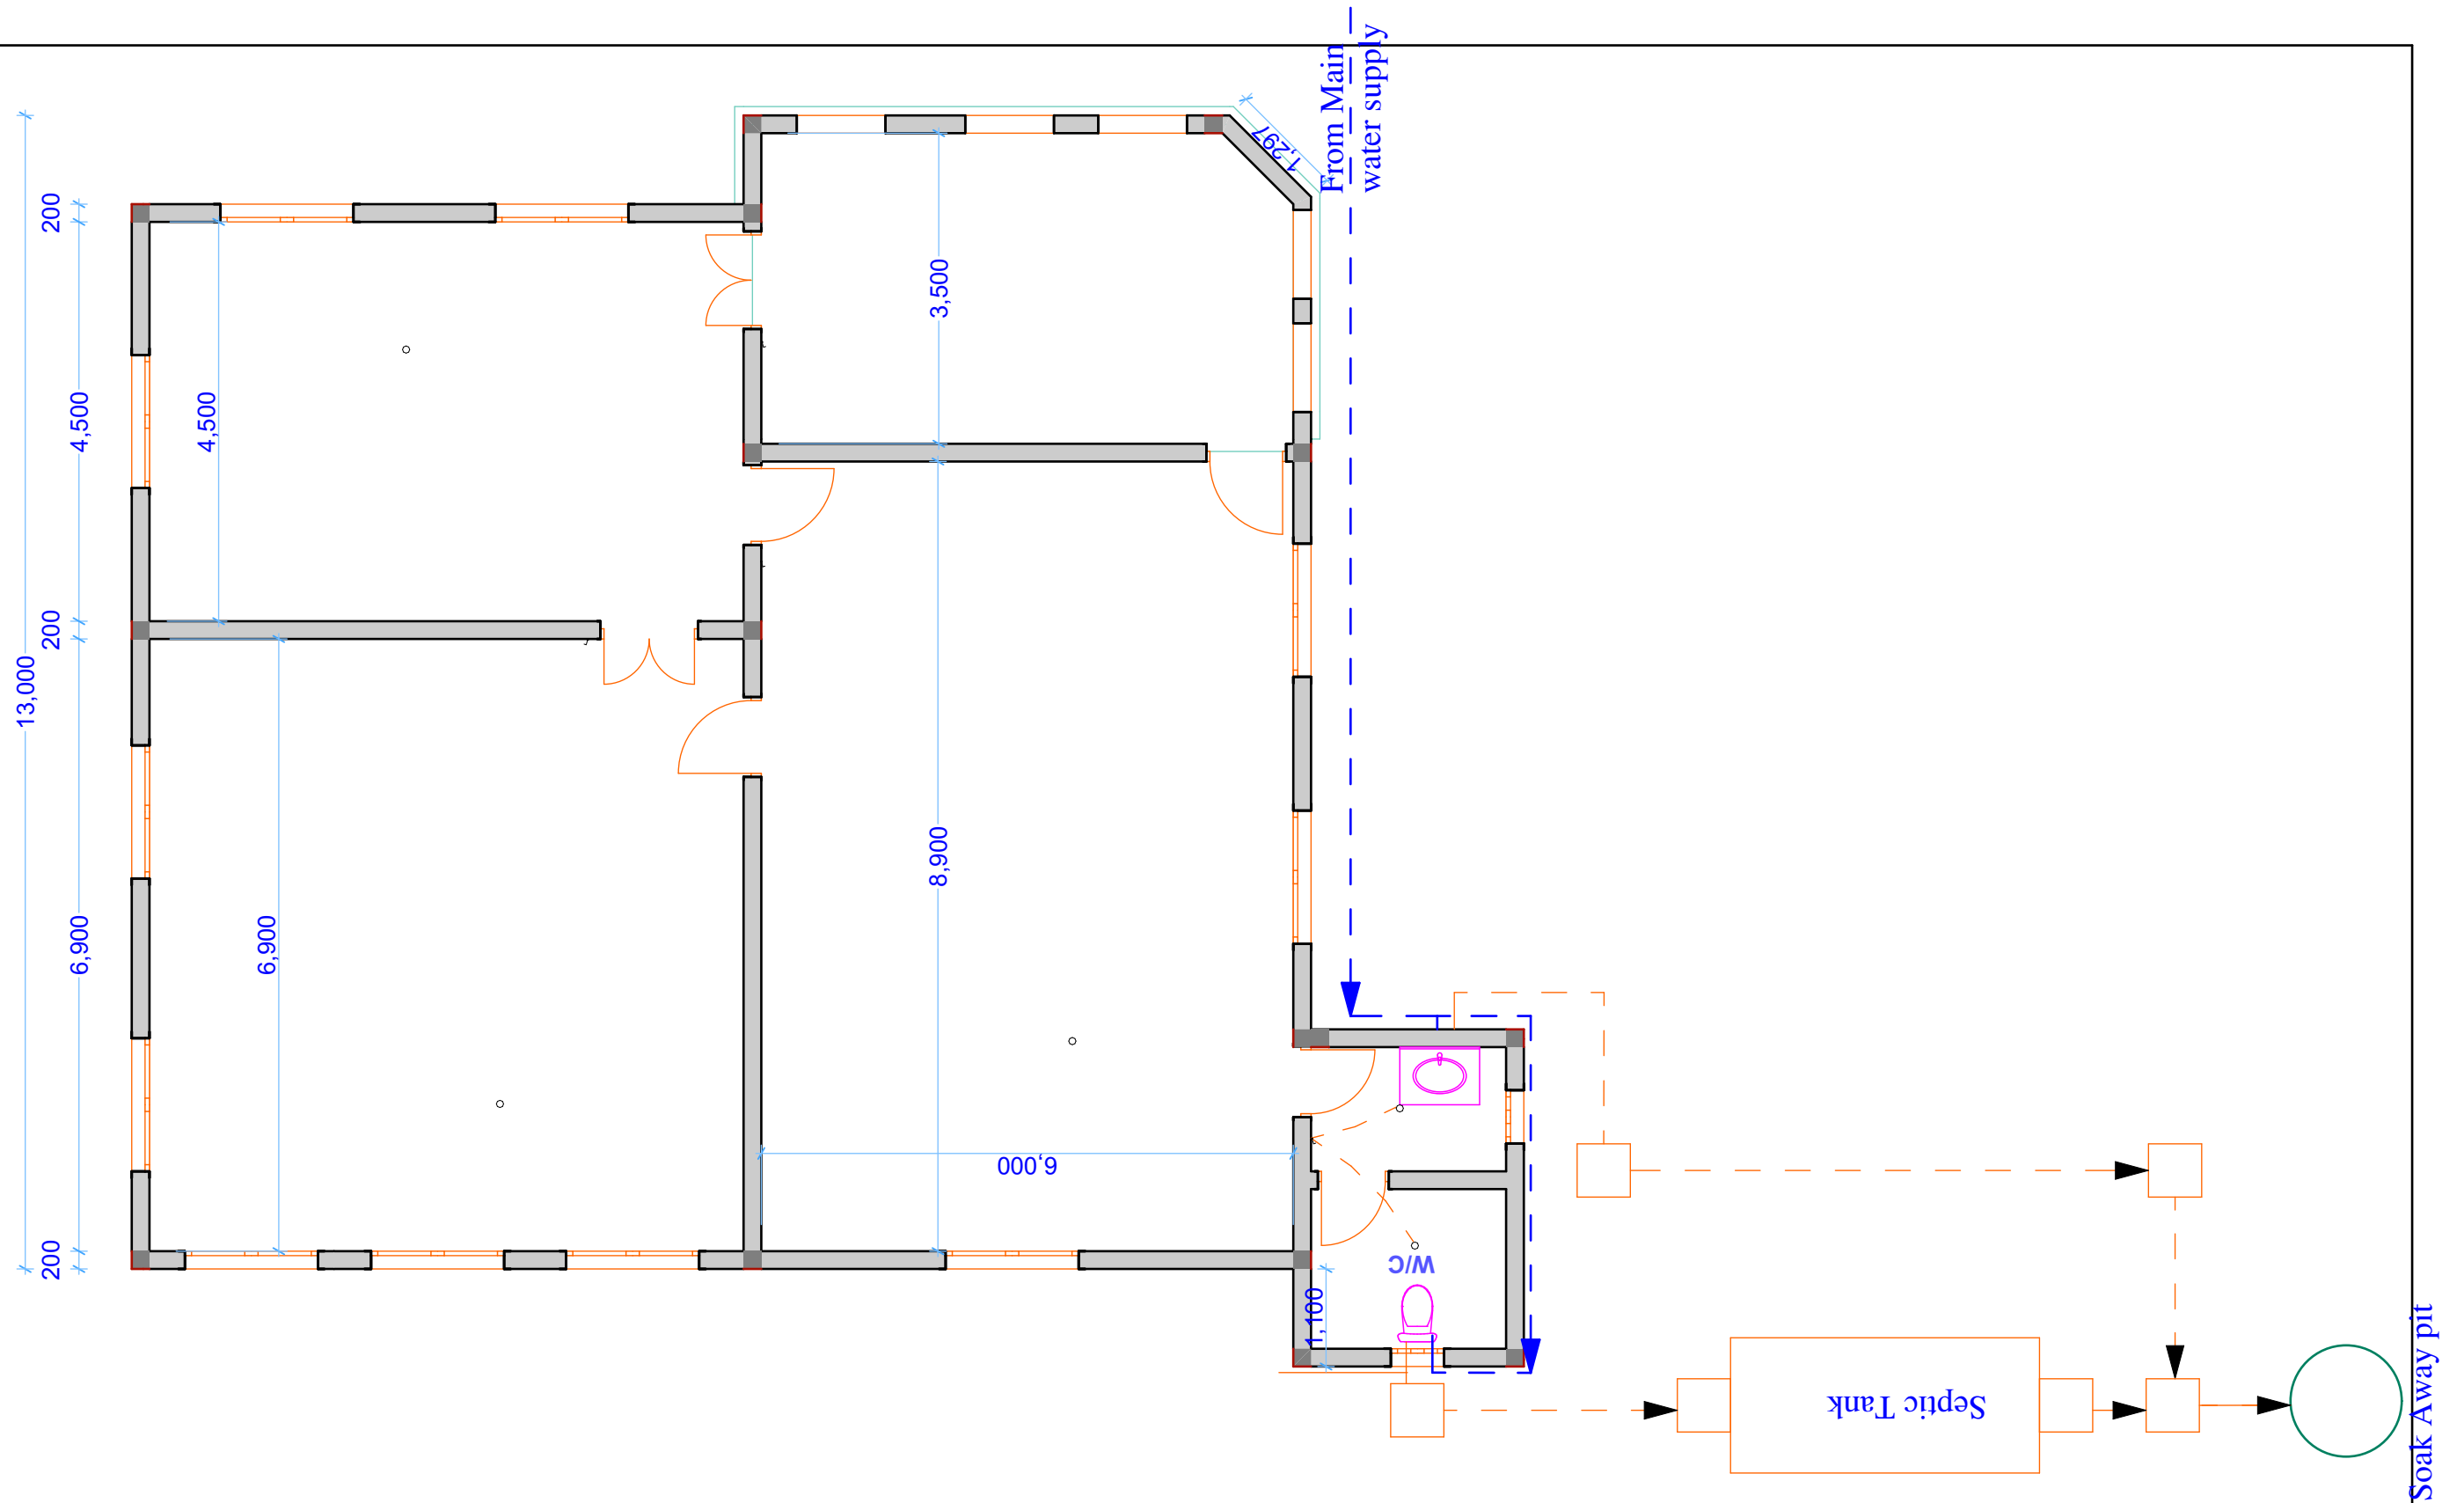 From Main
water supply
1,297
200
4,500
4,500
3,500
200
13,000
8,900
6,900
6,900
6,000
200
W/C
1,100
Septic Tank
Soak Away pit